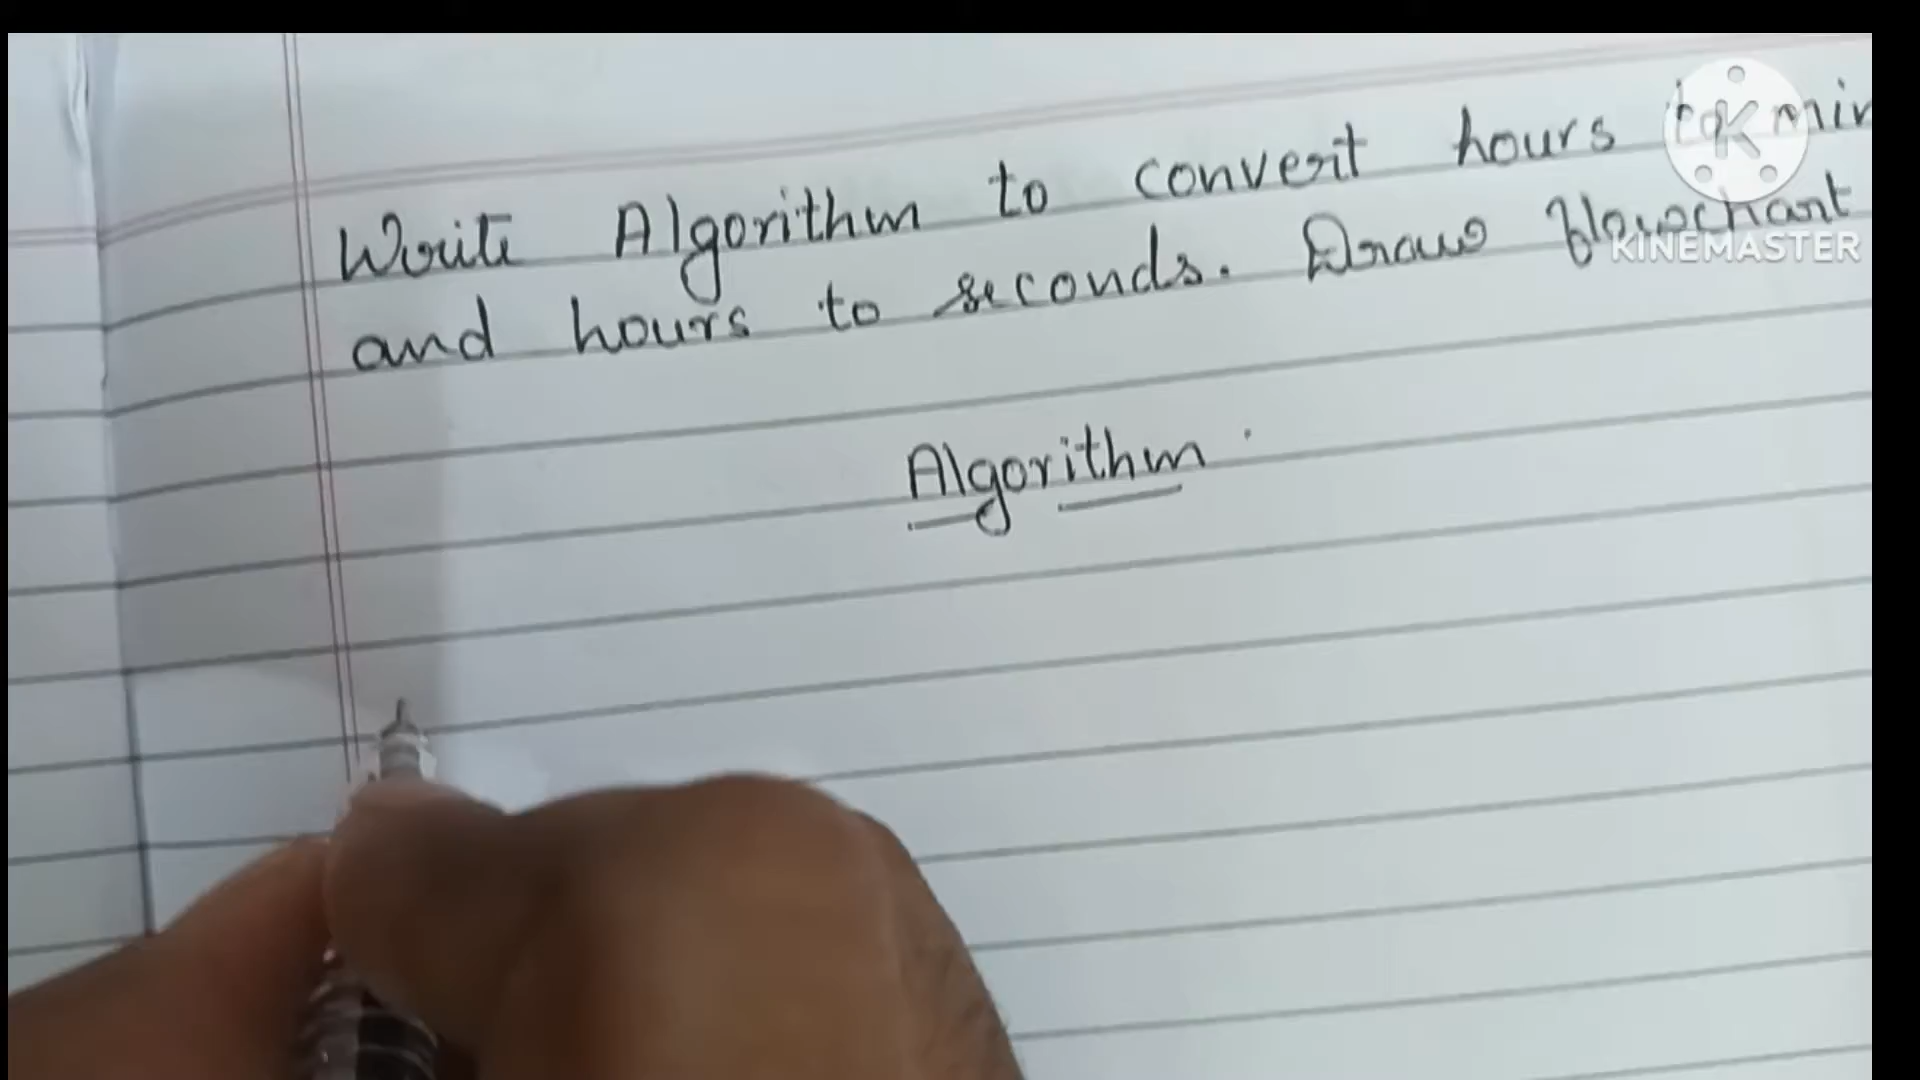 Write Algorithm to convert hours to min
and hours to seconds. Draw flowchart
KINEMASTER
Algorithm